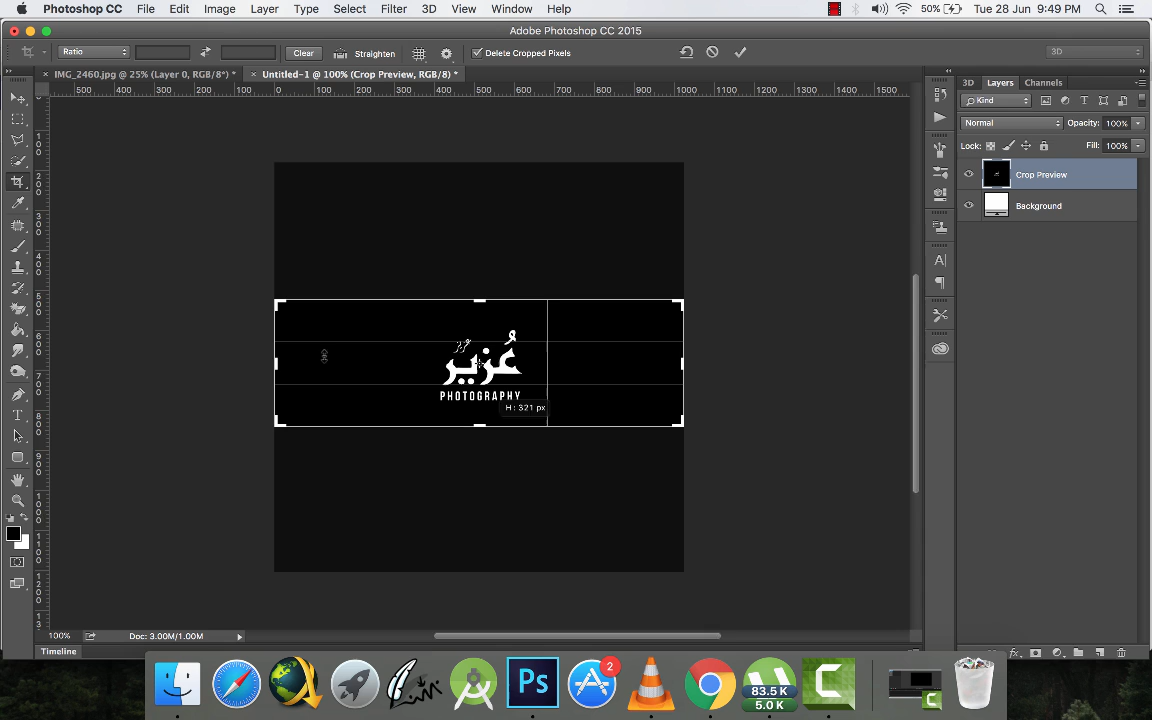 Photoshop CC File Edit Image Layer Type Select Filter 3D View Window Help 50% Tue 28 Jun 9:49 PM
Adobe Photoshop CC 2015
Ratio Clear Straighten Delete Cropped Pixels 3D
× IMG_2460.jpg @ 25% (Layer 0, RGB/8*) * × Untitled-1 @ 100% (Crop Preview, RGB/8) *
3D Layers Channels
500 400 300 200 100 0 100 200 300 400 500 600 700 800 900 1000 1100 1200 1300 1400 1500
Kind
Normal Opacity: 100%
Lock: Fill: 100%
Crop Preview
Background
عزيز
عُزير
PHOTOGRAPHY
H : 321 px
100% Doc: 3.00M/1.00M
Timeline
Ps
2
83.5 K
5.0 K